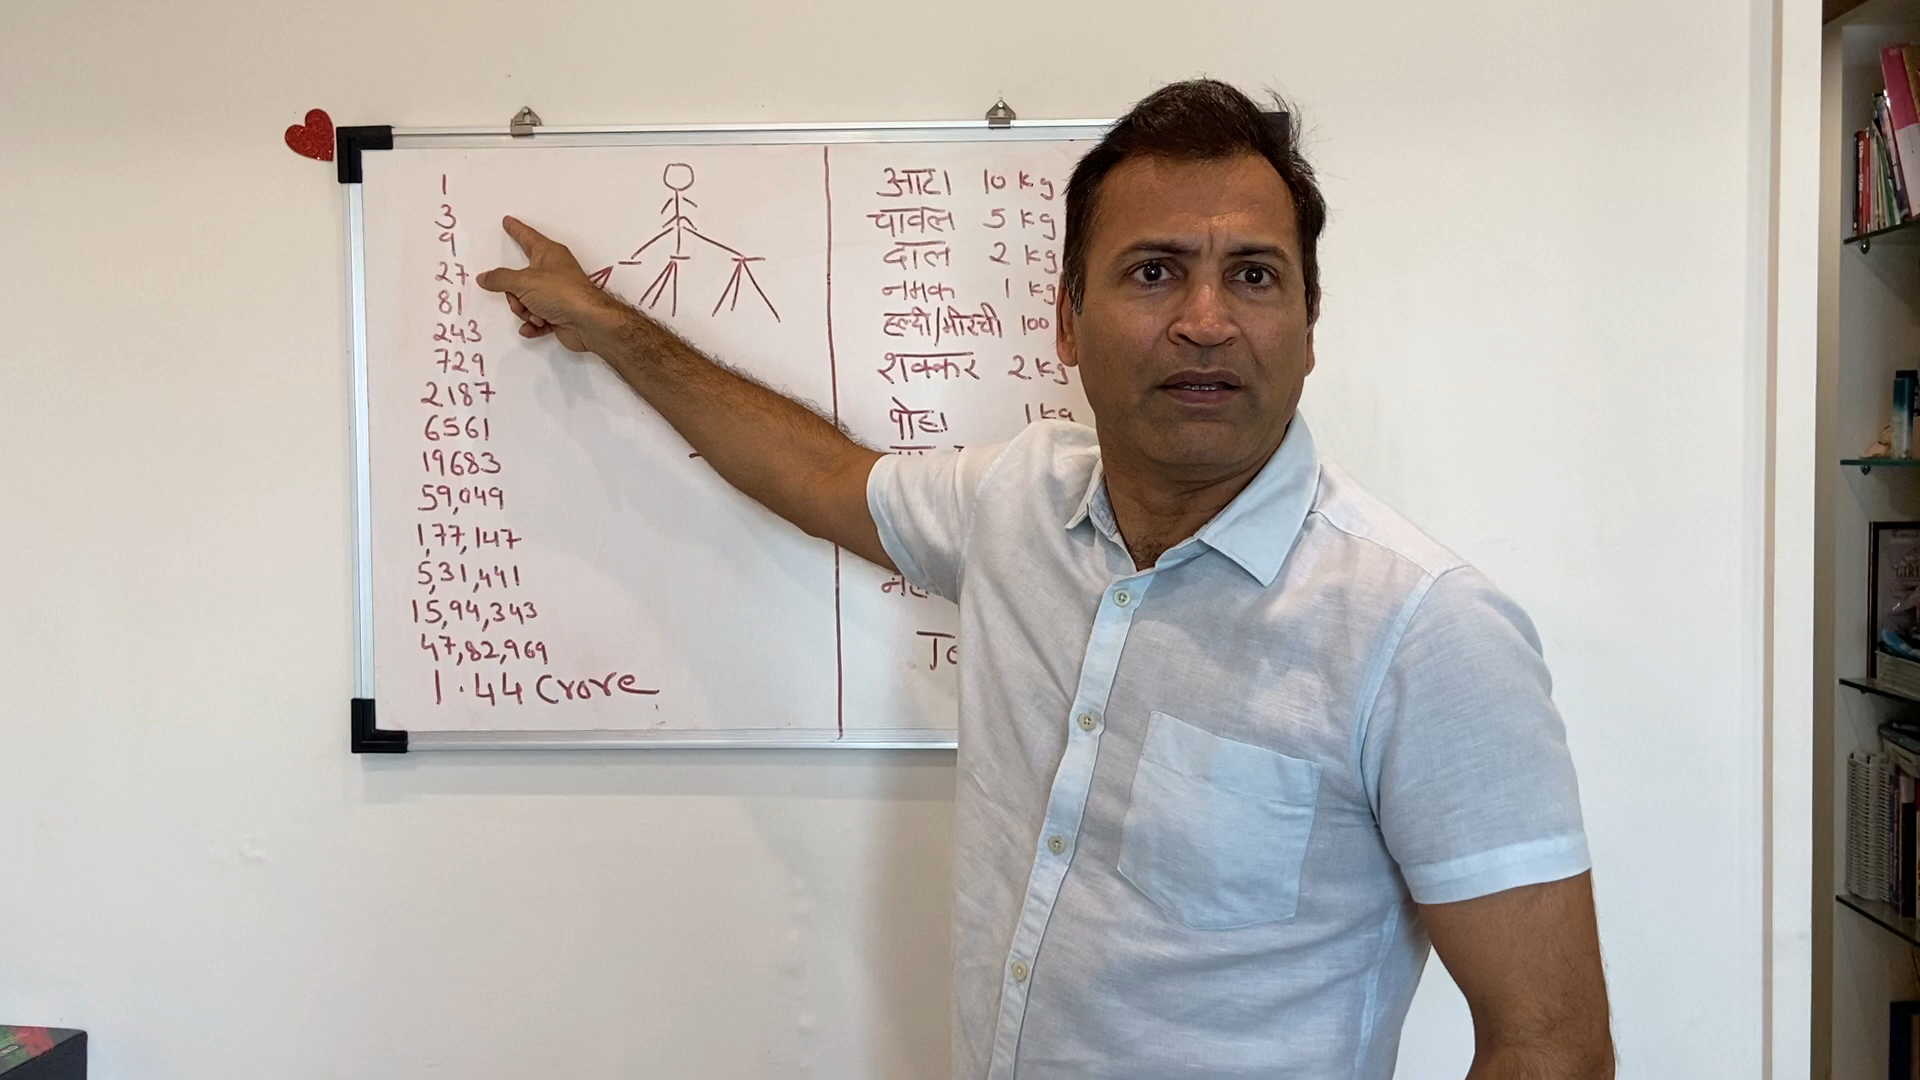 1
3
9
27
81
243
729
2187
6561
19683
59,049
1,77,147
5,31,441
15,94,343
47,82,969
1.44 Crore
आटा 10 kg
चावल 5 kg
दाल 2 kg
नमक 1 kg
हल्दी/मीरची 100
शक्कर 2 kg
पोहा 1 kg